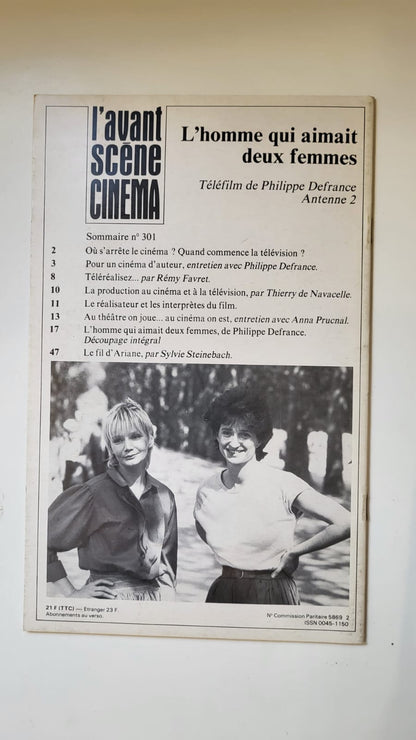 l'avant
scène
CINÉMA
L'homme qui aimait
deux femmes
Téléfilm de Philippe Defrance
Antenne 2
Sommaire n° 301
2 Où s'arrête le cinéma ? Quand commence la télévision ?
3 Pour un cinéma d'auteur, entretien avec Philippe Defrance.
8 Téléréalisez... par Rémy Favret.
10 La production au cinéma et à la télévision, par Thierry de Navacelle.
11 Le réalisateur et les interprètes du film.
13 Au théâtre on joue... au cinéma on est, entretien avec Anna Prucnal.
17 L'homme qui aimait deux femmes, de Philippe Defrance.
Découpage intégral
47 Le fil d'Ariane, par Sylvie Steinebach.
21 F (TTC) — Etranger 23 F.
Abonnements au verso.
N° Commission Paritaire 5869 2
ISSN 0045-1150